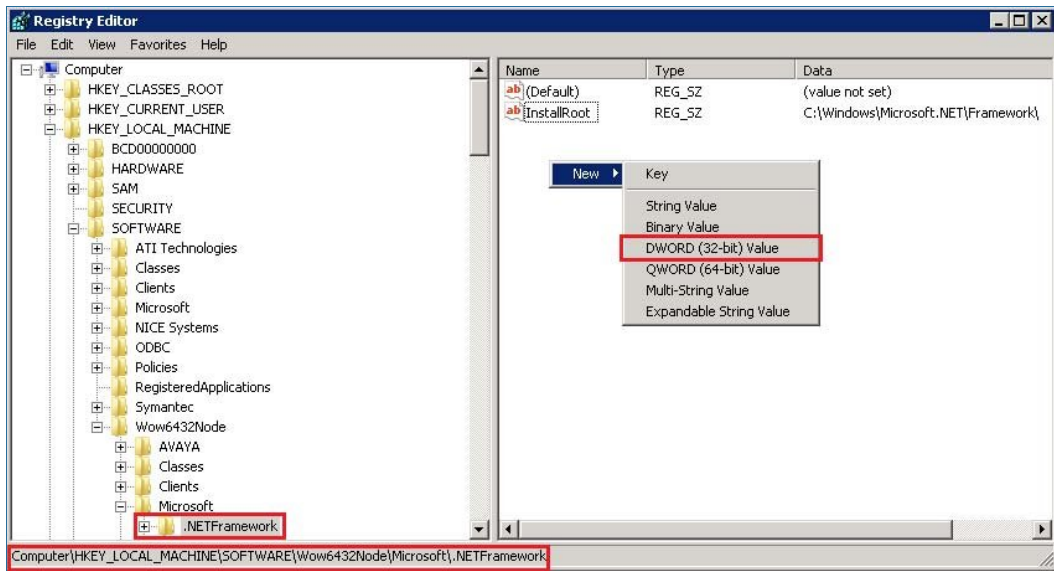 Registry Editor
File Edit View Favorites Help
Computer
HKEY_CLASSES_ROOT
HKEY_CURRENT_USER
HKEY_LOCAL_MACHINE
BCD00000000
HARDWARE
SAM
SECURITY
SOFTWARE
ATI Technologies
Classes
Clients
Microsoft
NICE Systems
ODBC
Policies
RegisteredApplications
Symantec
Wow6432Node
AVAYA
Classes
Clients
Microsoft
.NETFramework
Name Type Data
ab (Default) REG_SZ (value not set)
ab InstallRoot REG_SZ C:\Windows\Microsoft.NET\Framework\
New
Key
String Value
Binary Value
DWORD (32-bit) Value
QWORD (64-bit) Value
Multi-String Value
Expandable String Value
Computer\HKEY_LOCAL_MACHINE\SOFTWARE\Wow6432Node\Microsoft\.NETFramework